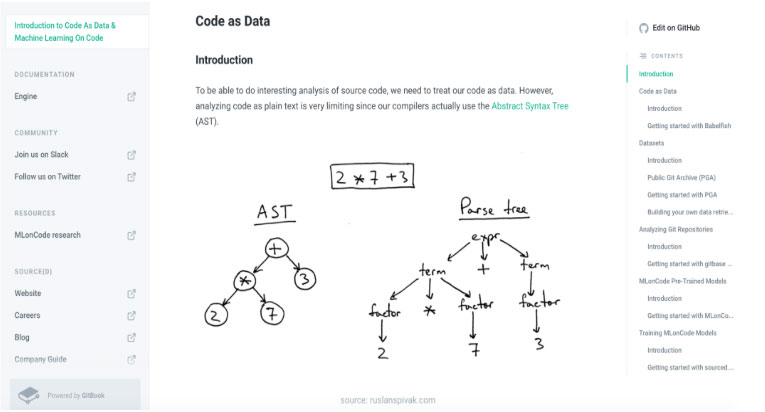 Introduction to Code As Data &
Machine Learning On Code
DOCUMENTATION
Engine
COMMUNITY
Join us on Slack
Follow us on Twitter
RESOURCES
MLonCode research
SOURCE{D}
Website
Careers
Blog
Company Guide
Powered by GitBook
Code as Data
Introduction
To be able to do interesting analysis of source code, we need to treat our code as data. However,
analyzing code as plain text is very limiting since our compilers actually use the Abstract Syntax Tree
(AST).
2 * 7 + 3
AST
+
* 3
2 7
Parse tree
expr
term + term
factor * factor factor
2 7 3
source: ruslanspivak.com
Edit on GitHub
CONTENTS
Introduction
Code as Data
Introduction
Getting started with Babelfish
Datasets
Introduction
Public Git Archive (PGA)
Getting started with PGA
Building your own data retrie...
Analyzing Git Repositories
Introduction
Getting started with gitbase ...
MLonCode Pre-Trained Models
Introduction
Getting started with MLonCo...
Training MLonCode Models
Introduction
Getting started with sourced...